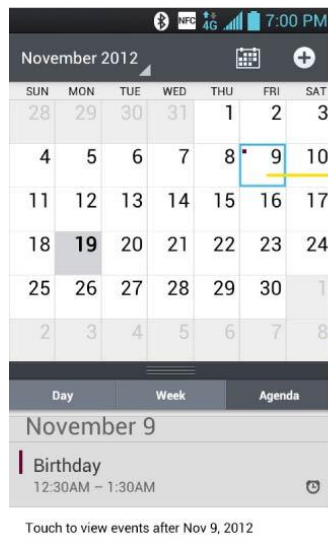 NFC 4G 7:00 PM
November 2012
SUN MON TUE WED THU FRI SAT
28 29 30 31 1 2 3
4 5 6 7 8 9 10
11 12 13 14 15 16 17
18 19 20 21 22 23 24
25 26 27 28 29 30 1
2 3 4 5 6 7 8
Day Week Agenda
November 9
Birthday
12:30AM – 1:30AM
Touch to view events after Nov 9, 2012